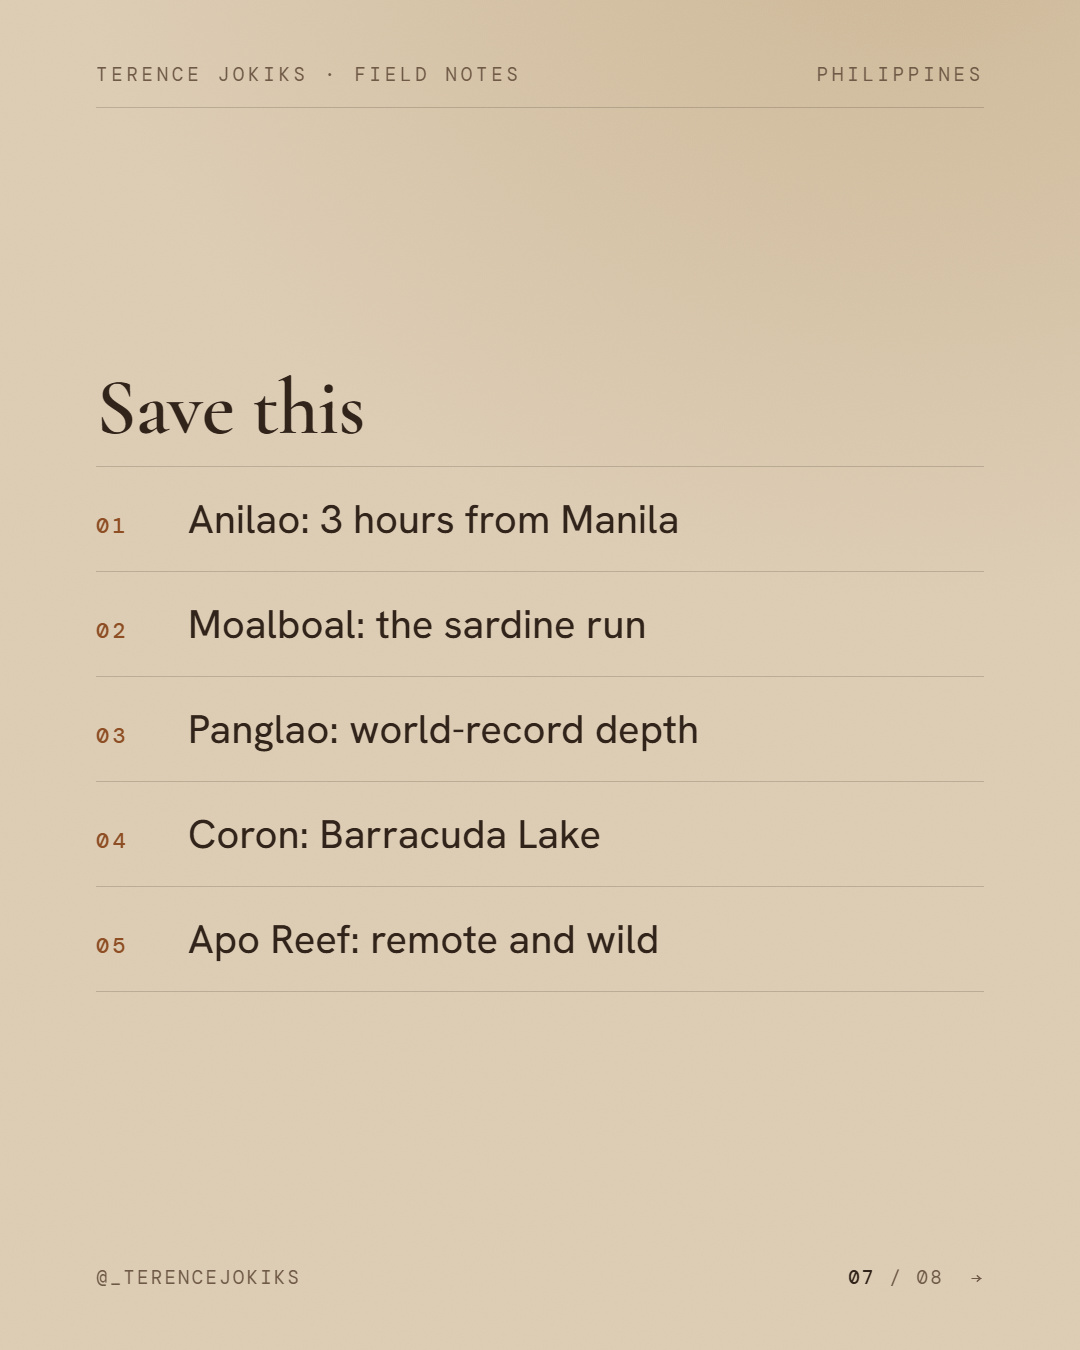 TERENCE JOKIKS · FIELD NOTES
PHILIPPINES
Save this
01 Anilao: 3 hours from Manila
02 Moalboal: the sardine run
03 Panglao: world-record depth
04 Coron: Barracuda Lake
05 Apo Reef: remote and wild
@_TERENCEJOKIKS
07 / 08 →